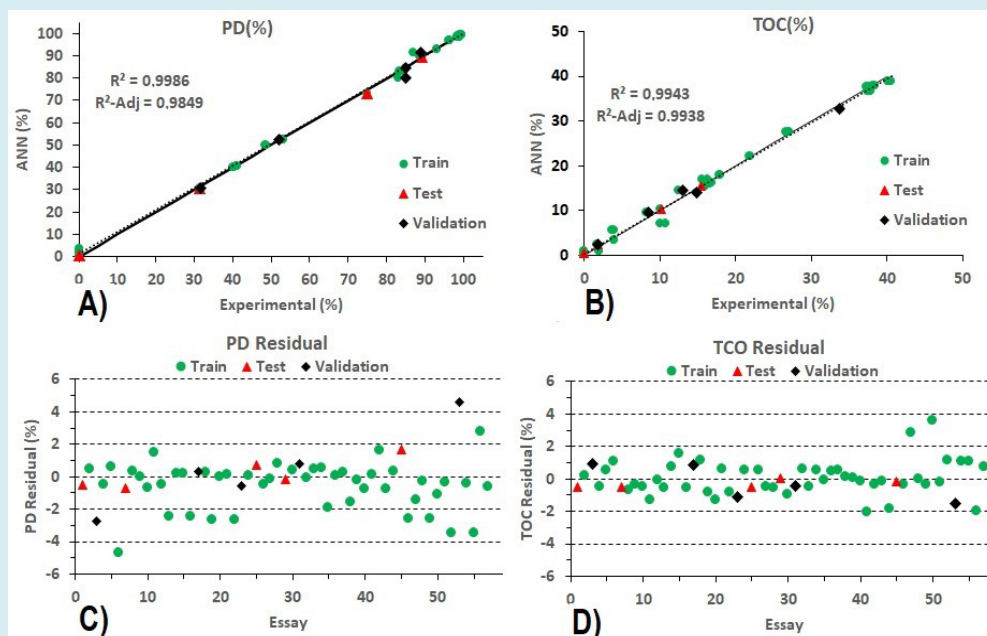 PD(%)
R² = 0.9986
R²-Adj = 0.9849
ANN (%)
100
90
80
70
60
50
40
30
20
10
0
Train
Test
Validation
0 10 20 30 40 50 60 70 80 90 100
Experimental (%)
A)
TOC(%)
R² = 0,9943
R²-Adj = 0.9938
ANN (%)
50
40
30
20
10
0
Train
Test
Validation
0 10 20 30 40 50
Experimental (%)
B)
PD Residual
Train Test Validation
PD Residual (%)
6
4
2
0
-2
-4
-6
0 10 20 30 40 50
Essay
C)
TCO Residual
Train Test Validation
TOC Residual (%)
6
4
2
0
-2
-4
-6
0 10 20 30 40 50
Essay
D)